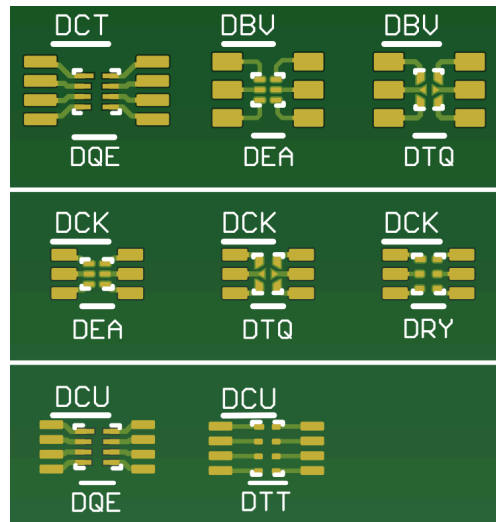 DCT DBV DBV
DQE DEA DTQ
DCK DCK DCK
DEA DTQ DRY
DCU DCU
DQE DTT